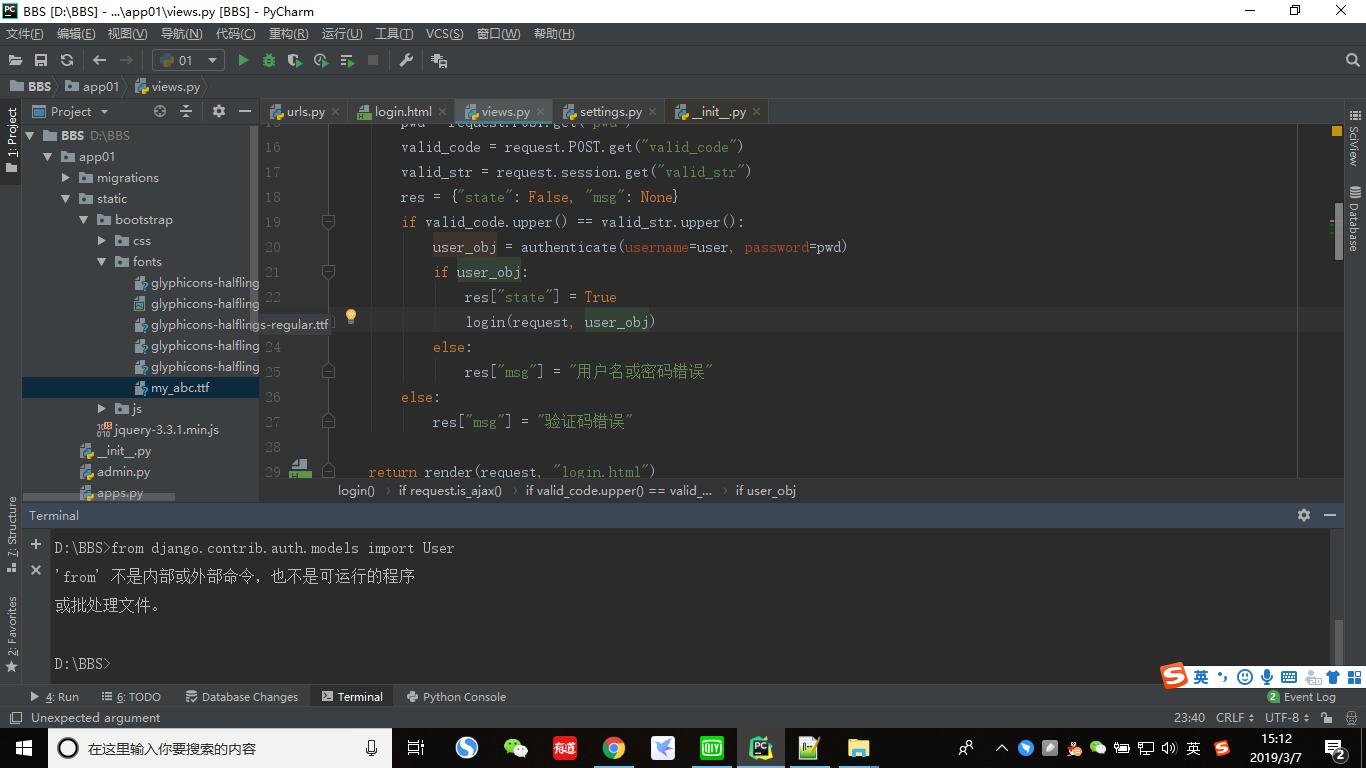 BBS [D:\BBS] - ...\app01\views.py [BBS] - PyCharm
文件(F) 编辑(E) 视图(V) 导航(N) 代码(C) 重构(R) 运行(U) 工具(T) VCS(S) 窗口(W) 帮助(H)
01
BBS app01 views.py
Project
urls.py login.html views.py settings.py __init__.py
1: Project
BBS D:\BBS
app01
migrations
static
bootstrap
css
fonts
glyphicons-halfling
glyphicons-halfling
glyphicons-halflings-regular.ttf
glyphicons-halfling
glyphicons-halfling
my_abc.ttf
js
jquery-3.3.1.min.js
__init__.py
admin.py
apps.py
15 pwd = request.POST.get("pwd")
16 valid_code = request.POST.get("valid_code")
17 valid_str = request.session.get("valid_str")
18 res = {"state": False, "msg": None}
19 if valid_code.upper() == valid_str.upper():
20 user_obj = authenticate(username=user, password=pwd)
21 if user_obj:
22 res["state"] = True
login(request, user_obj)
24 else:
25 res["msg"] = "用户名或密码错误"
26 else:
27 res["msg"] = "验证码错误"
28
29 return render(request, "login.html")
login() if request.is_ajax() if valid_code.upper() == valid_... if user_obj
SciView
Database
7: Structure
2: Favorites
Terminal
D:\BBS>from django.contrib.auth.models import User
'from' 不是内部或外部命令，也不是可运行的程序
或批处理文件。
D:\BBS>
英
4: Run 6: TODO Database Changes Terminal Python Console 2 Event Log
Unexpected argument 23:40 CRLF UTF-8
在这里输入你要搜索的内容
有道
QIY
PC
英
15:12
2019/3/7
2